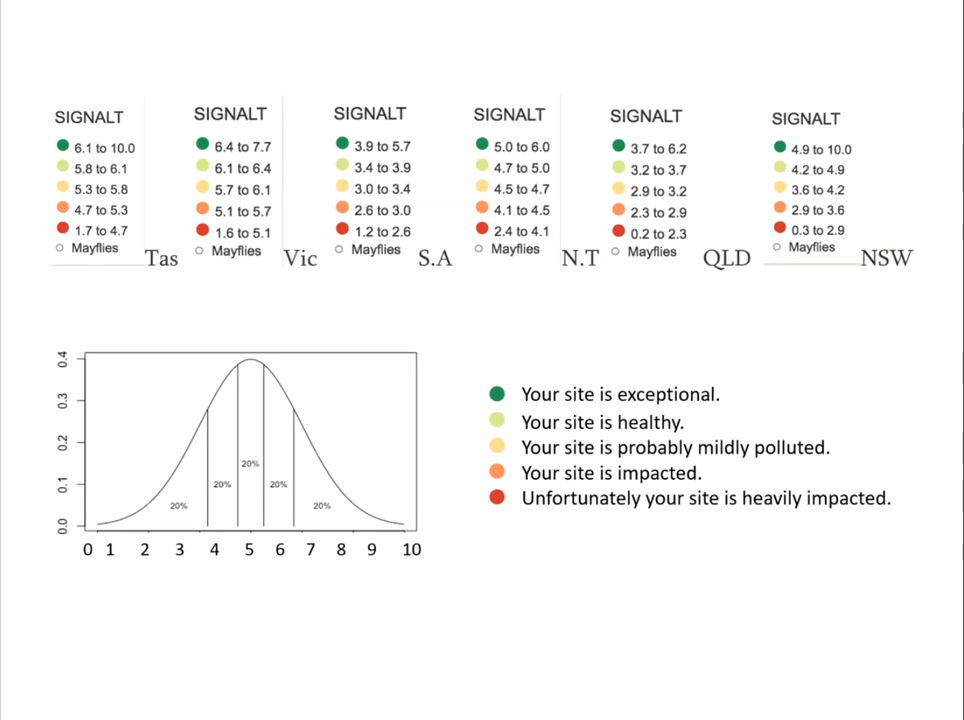 SIGNALT
6.1 to 10.0
5.8 to 6.1
5.3 to 5.8
4.7 to 5.3
1.7 to 4.7
Mayflies
Tas
SIGNALT
6.4 to 7.7
6.1 to 6.4
5.7 to 6.1
5.1 to 5.7
1.6 to 5.1
Mayflies
Vic
SIGNALT
3.9 to 5.7
3.4 to 3.9
3.0 to 3.4
2.6 to 3.0
1.2 to 2.6
Mayflies
S.A
SIGNALT
5.0 to 6.0
4.7 to 5.0
4.5 to 4.7
4.1 to 4.5
2.4 to 4.1
Mayflies
N.T
SIGNALT
3.7 to 6.2
3.2 to 3.7
2.9 to 3.2
2.3 to 2.9
0.2 to 2.3
Mayflies
QLD
SIGNALT
4.9 to 10.0
4.2 to 4.9
3.6 to 4.2
2.9 to 3.6
0.3 to 2.9
Mayflies
NSW
0.4
0.3
0.2
0.1
0.0
20%
20%
20%
20%
20%
0 1 2 3 4 5 6 7 8 9 10
Your site is exceptional.
Your site is healthy.
Your site is probably mildly polluted.
Your site is impacted.
Unfortunately your site is heavily impacted.